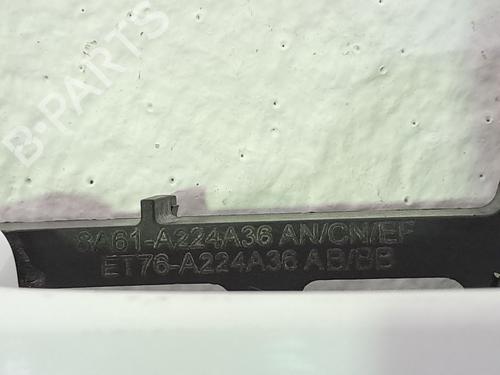 B-PARTS
8A61-A224A36 AN/CN/EF
ET76-A224A36 AB/BB